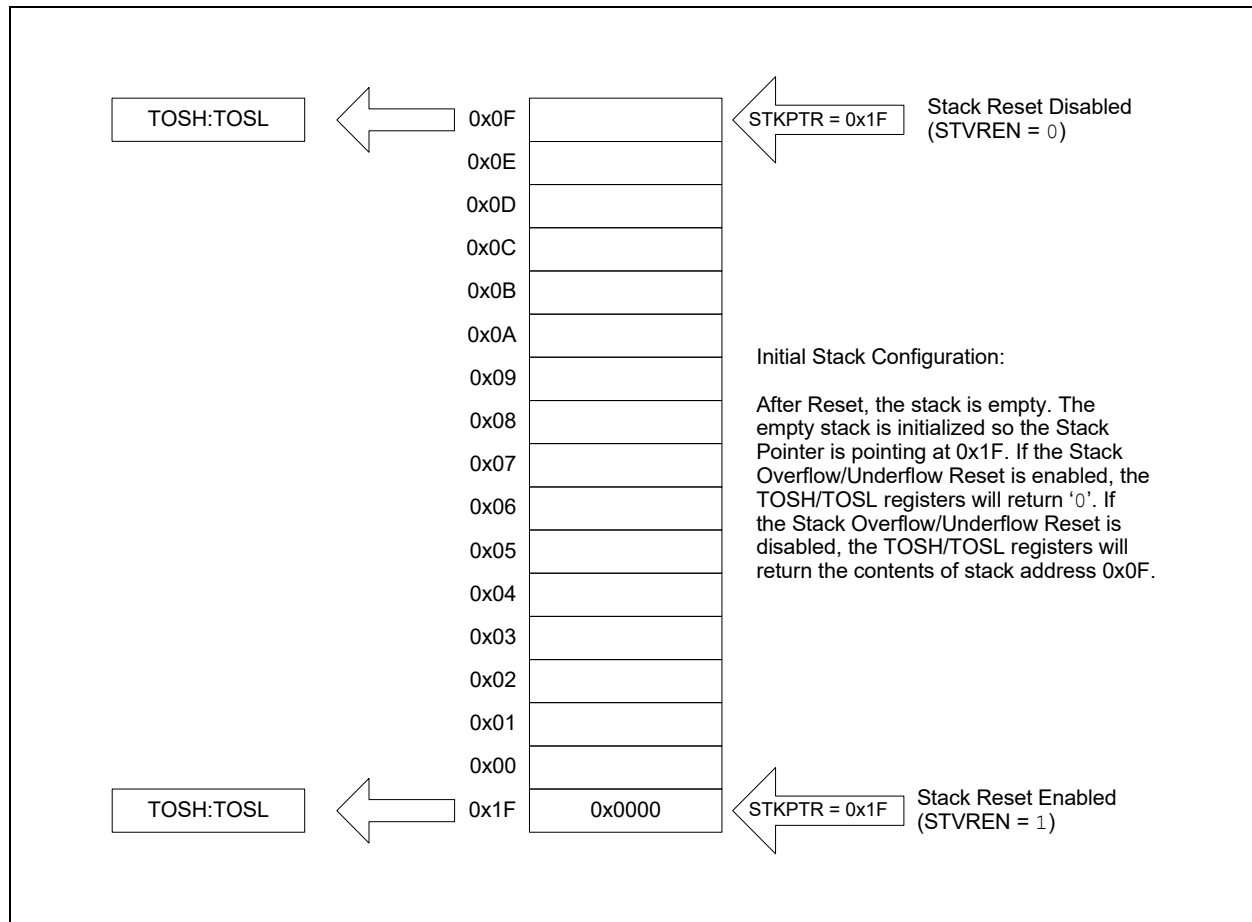 TOSH:TOSL
0x0F
STKPTR = 0x1F
Stack Reset Disabled
(STVREN = 0)
0x0E
0x0D
0x0C
0x0B
0x0A
0x09
0x08
0x07
0x06
0x05
0x04
0x03
0x02
0x01
0x00
Initial Stack Configuration:
After Reset, the stack is empty. The
empty stack is initialized so the Stack
Pointer is pointing at 0x1F. If the Stack
Overflow/Underflow Reset is enabled, the
TOSH/TOSL registers will return ‘0’. If
the Stack Overflow/Underflow Reset is
disabled, the TOSH/TOSL registers will
return the contents of stack address 0x0F.
TOSH:TOSL
0x1F
0x0000
STKPTR = 0x1F
Stack Reset Enabled
(STVREN = 1)